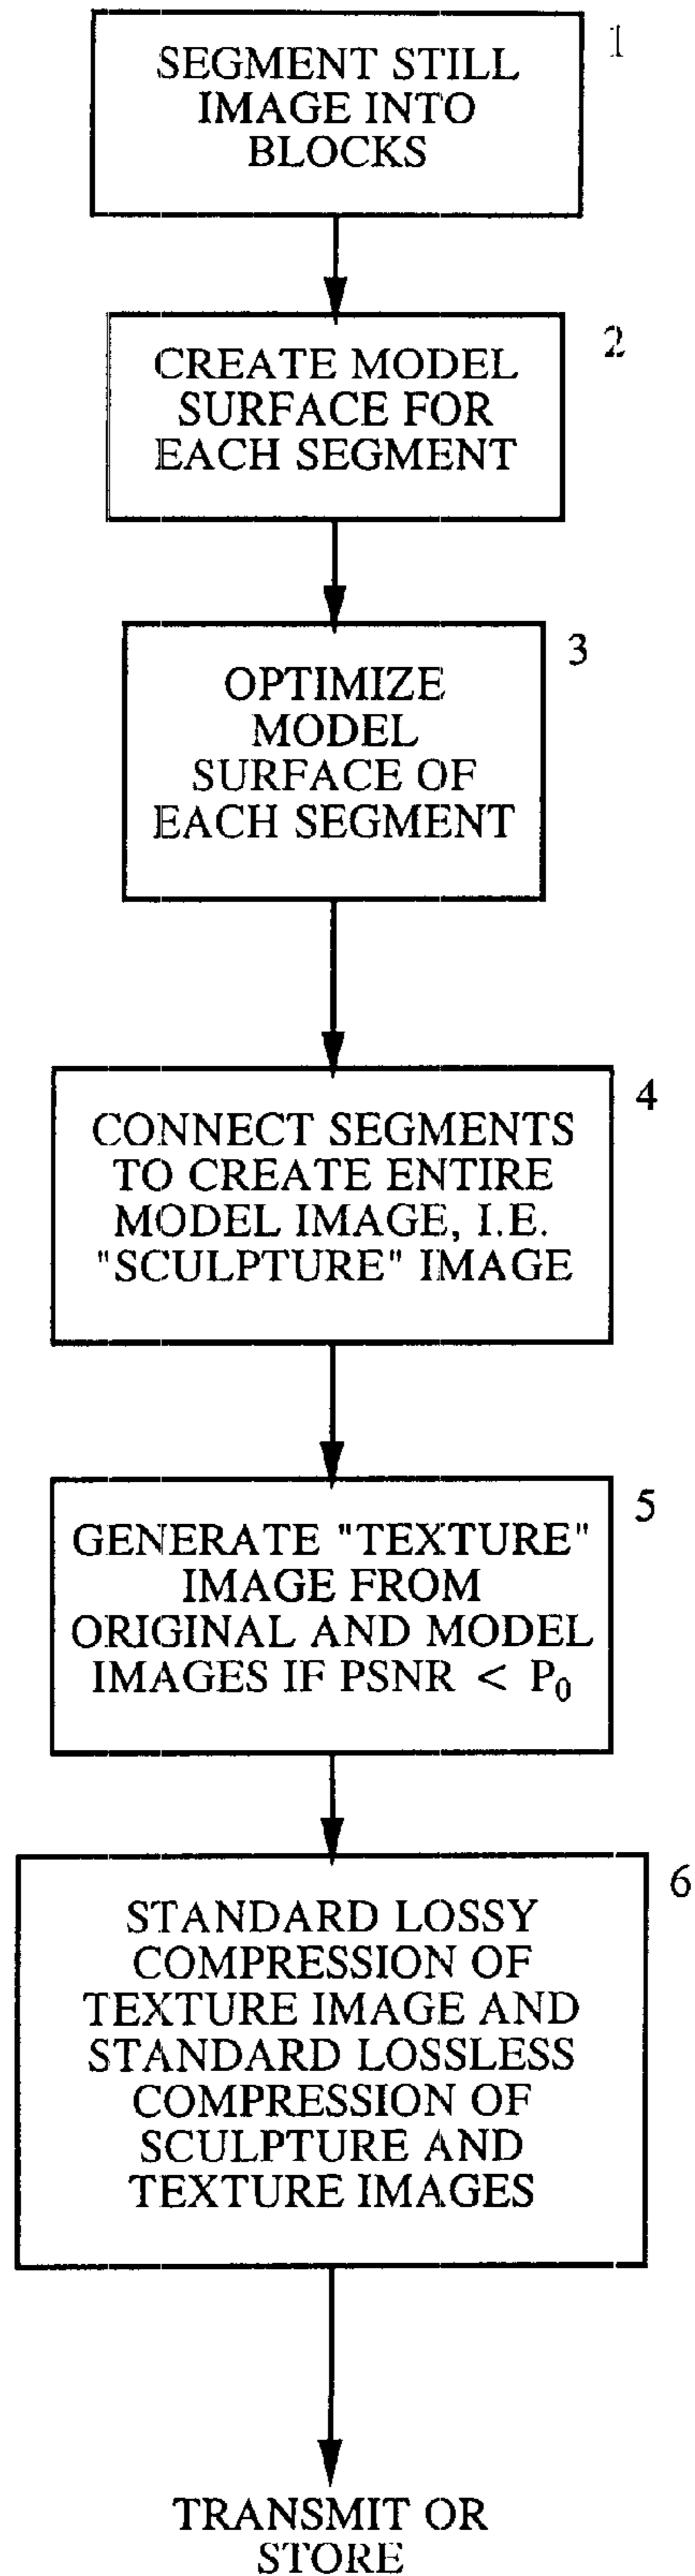 1
SEGMENT STILL
IMAGE INTO
BLOCKS
2
CREATE MODEL
SURFACE FOR
EACH SEGMENT
3
OPTIMIZE
MODEL
SURFACE OF
EACH SEGMENT
4
CONNECT SEGMENTS
TO CREATE ENTIRE
MODEL IMAGE, I.E.
"SCULPTURE" IMAGE
5
GENERATE "TEXTURE"
IMAGE FROM
ORIGINAL AND MODEL
IMAGES IF PSNR < P₀
6
STANDARD LOSSY
COMPRESSION OF
TEXTURE IMAGE AND
STANDARD LOSSLESS
COMPRESSION OF
SCULPTURE AND
TEXTURE IMAGES
TRANSMIT OR
STORE